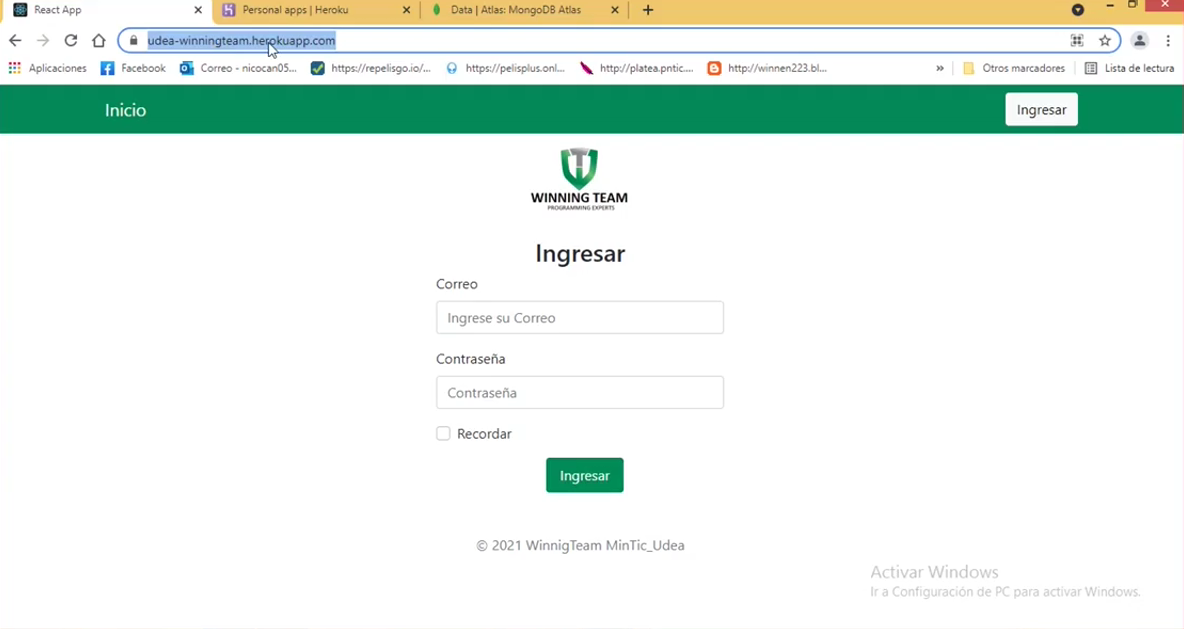 React App
Personal apps | Heroku
Data | Atlas: MongoDB Atlas
udea-winningteam.herokuapp.com
Aplicaciones
Facebook
Correo - nicocan05...
https://repelisgo.io/...
https://pelisplus.onl...
http://platea.pntic....
http://winnen223.bl...
»
Otros marcadores
Lista de lectura
Inicio
Ingresar
WINNING TEAM
PROGRAMMING EXPERTS
Ingresar
Correo
Ingrese su Correo
Contraseña
Contraseña
Recordar
Ingresar
© 2021 WinnigTeam MinTic_Udea
Activar Windows
Ir a Configuración de PC para activar Windows.